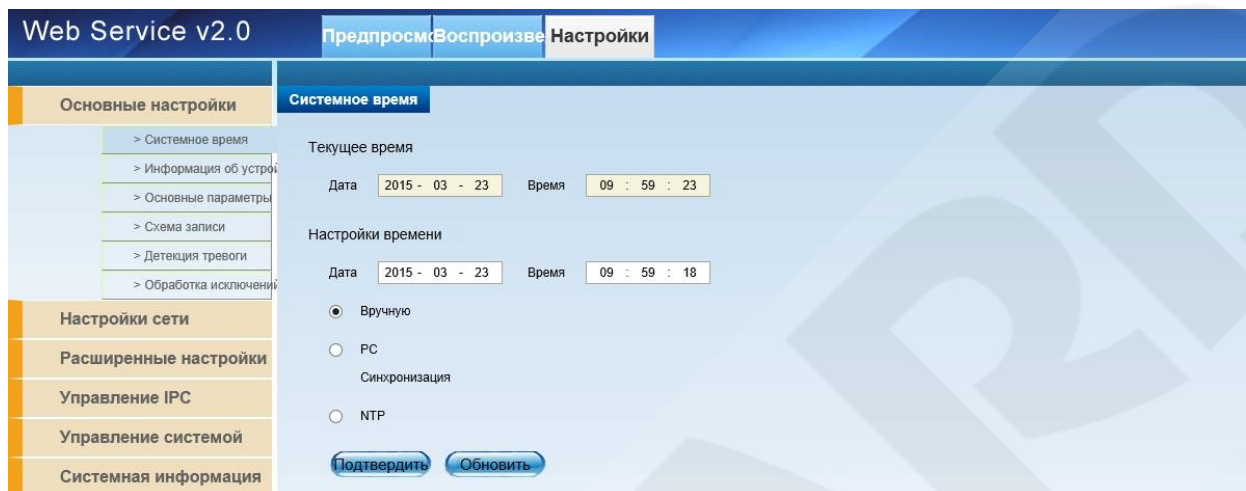 Web Service v2.0
Предпросмо Воспроизве Настройки
Основные настройки
Системное время
> Системное время
> Информация об устрой
> Основные параметры
> Схема записи
> Детекция тревоги
> Обработка исключений
Настройки сети
Расширенные настройки
Управление IPC
Управление системой
Системная информация
Текущее время
Дата 2015 - 03 - 23 Время 09 : 59 : 23
Настройки времени
Дата 2015 - 03 - 23 Время 09 : 59 : 18
Вручную
PC
Синхронизация
NTP
Подтвердить Обновить